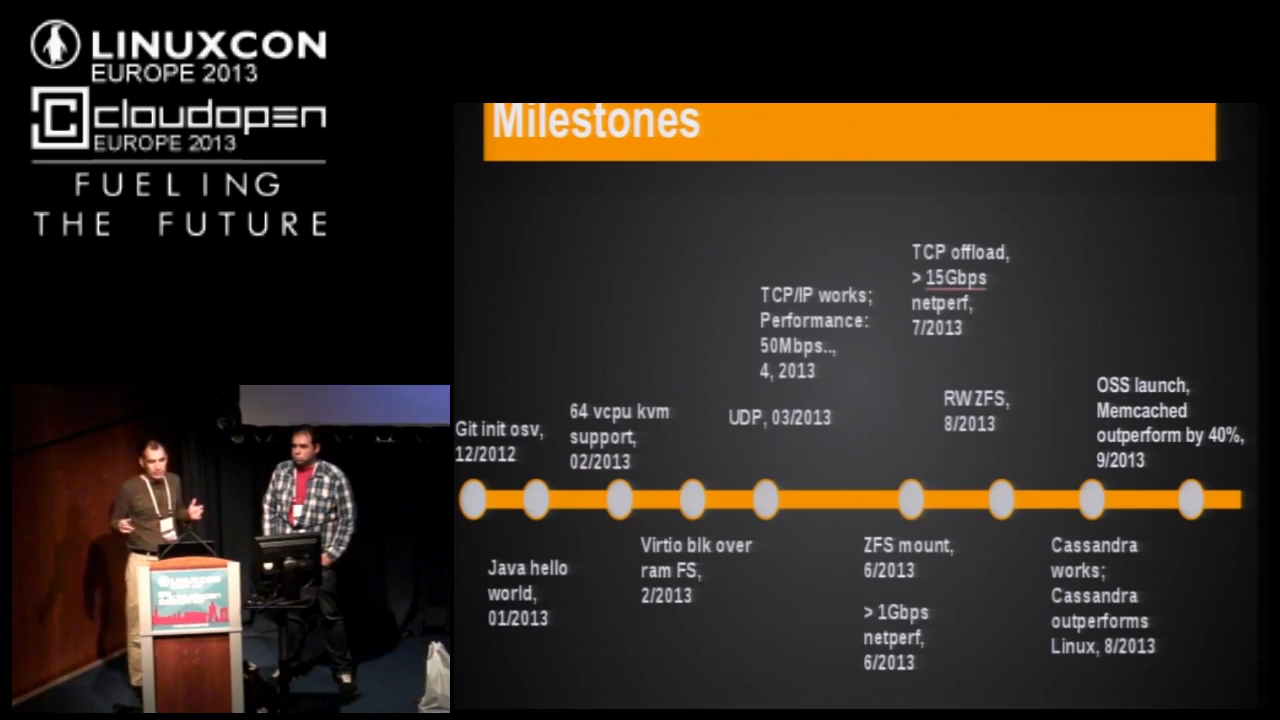 LINUXCON
EUROPE 2013
cloudopen
EUROPE 2013
FUELING
THE FUTURE
Milestones
TCP offload,
> 15Gbps
netperf,
7/2013
TCP/IP works;
Performance:
50Mbps..,
4, 2013
OSS launch,
Memcached
outperform by 40%,
9/2013
RW ZFS,
8/2013
64 vcpu kvm
support,
02/2013
UDP, 03/2013
Git init osv,
12/2012
Java hello
world,
01/2013
Virtio blk over
ram FS,
2/2013
ZFS mount,
6/2013
> 1Gbps
netperf,
6/2013
Cassandra
works;
Cassandra
outperforms
Linux, 8/2013
LINUXCON